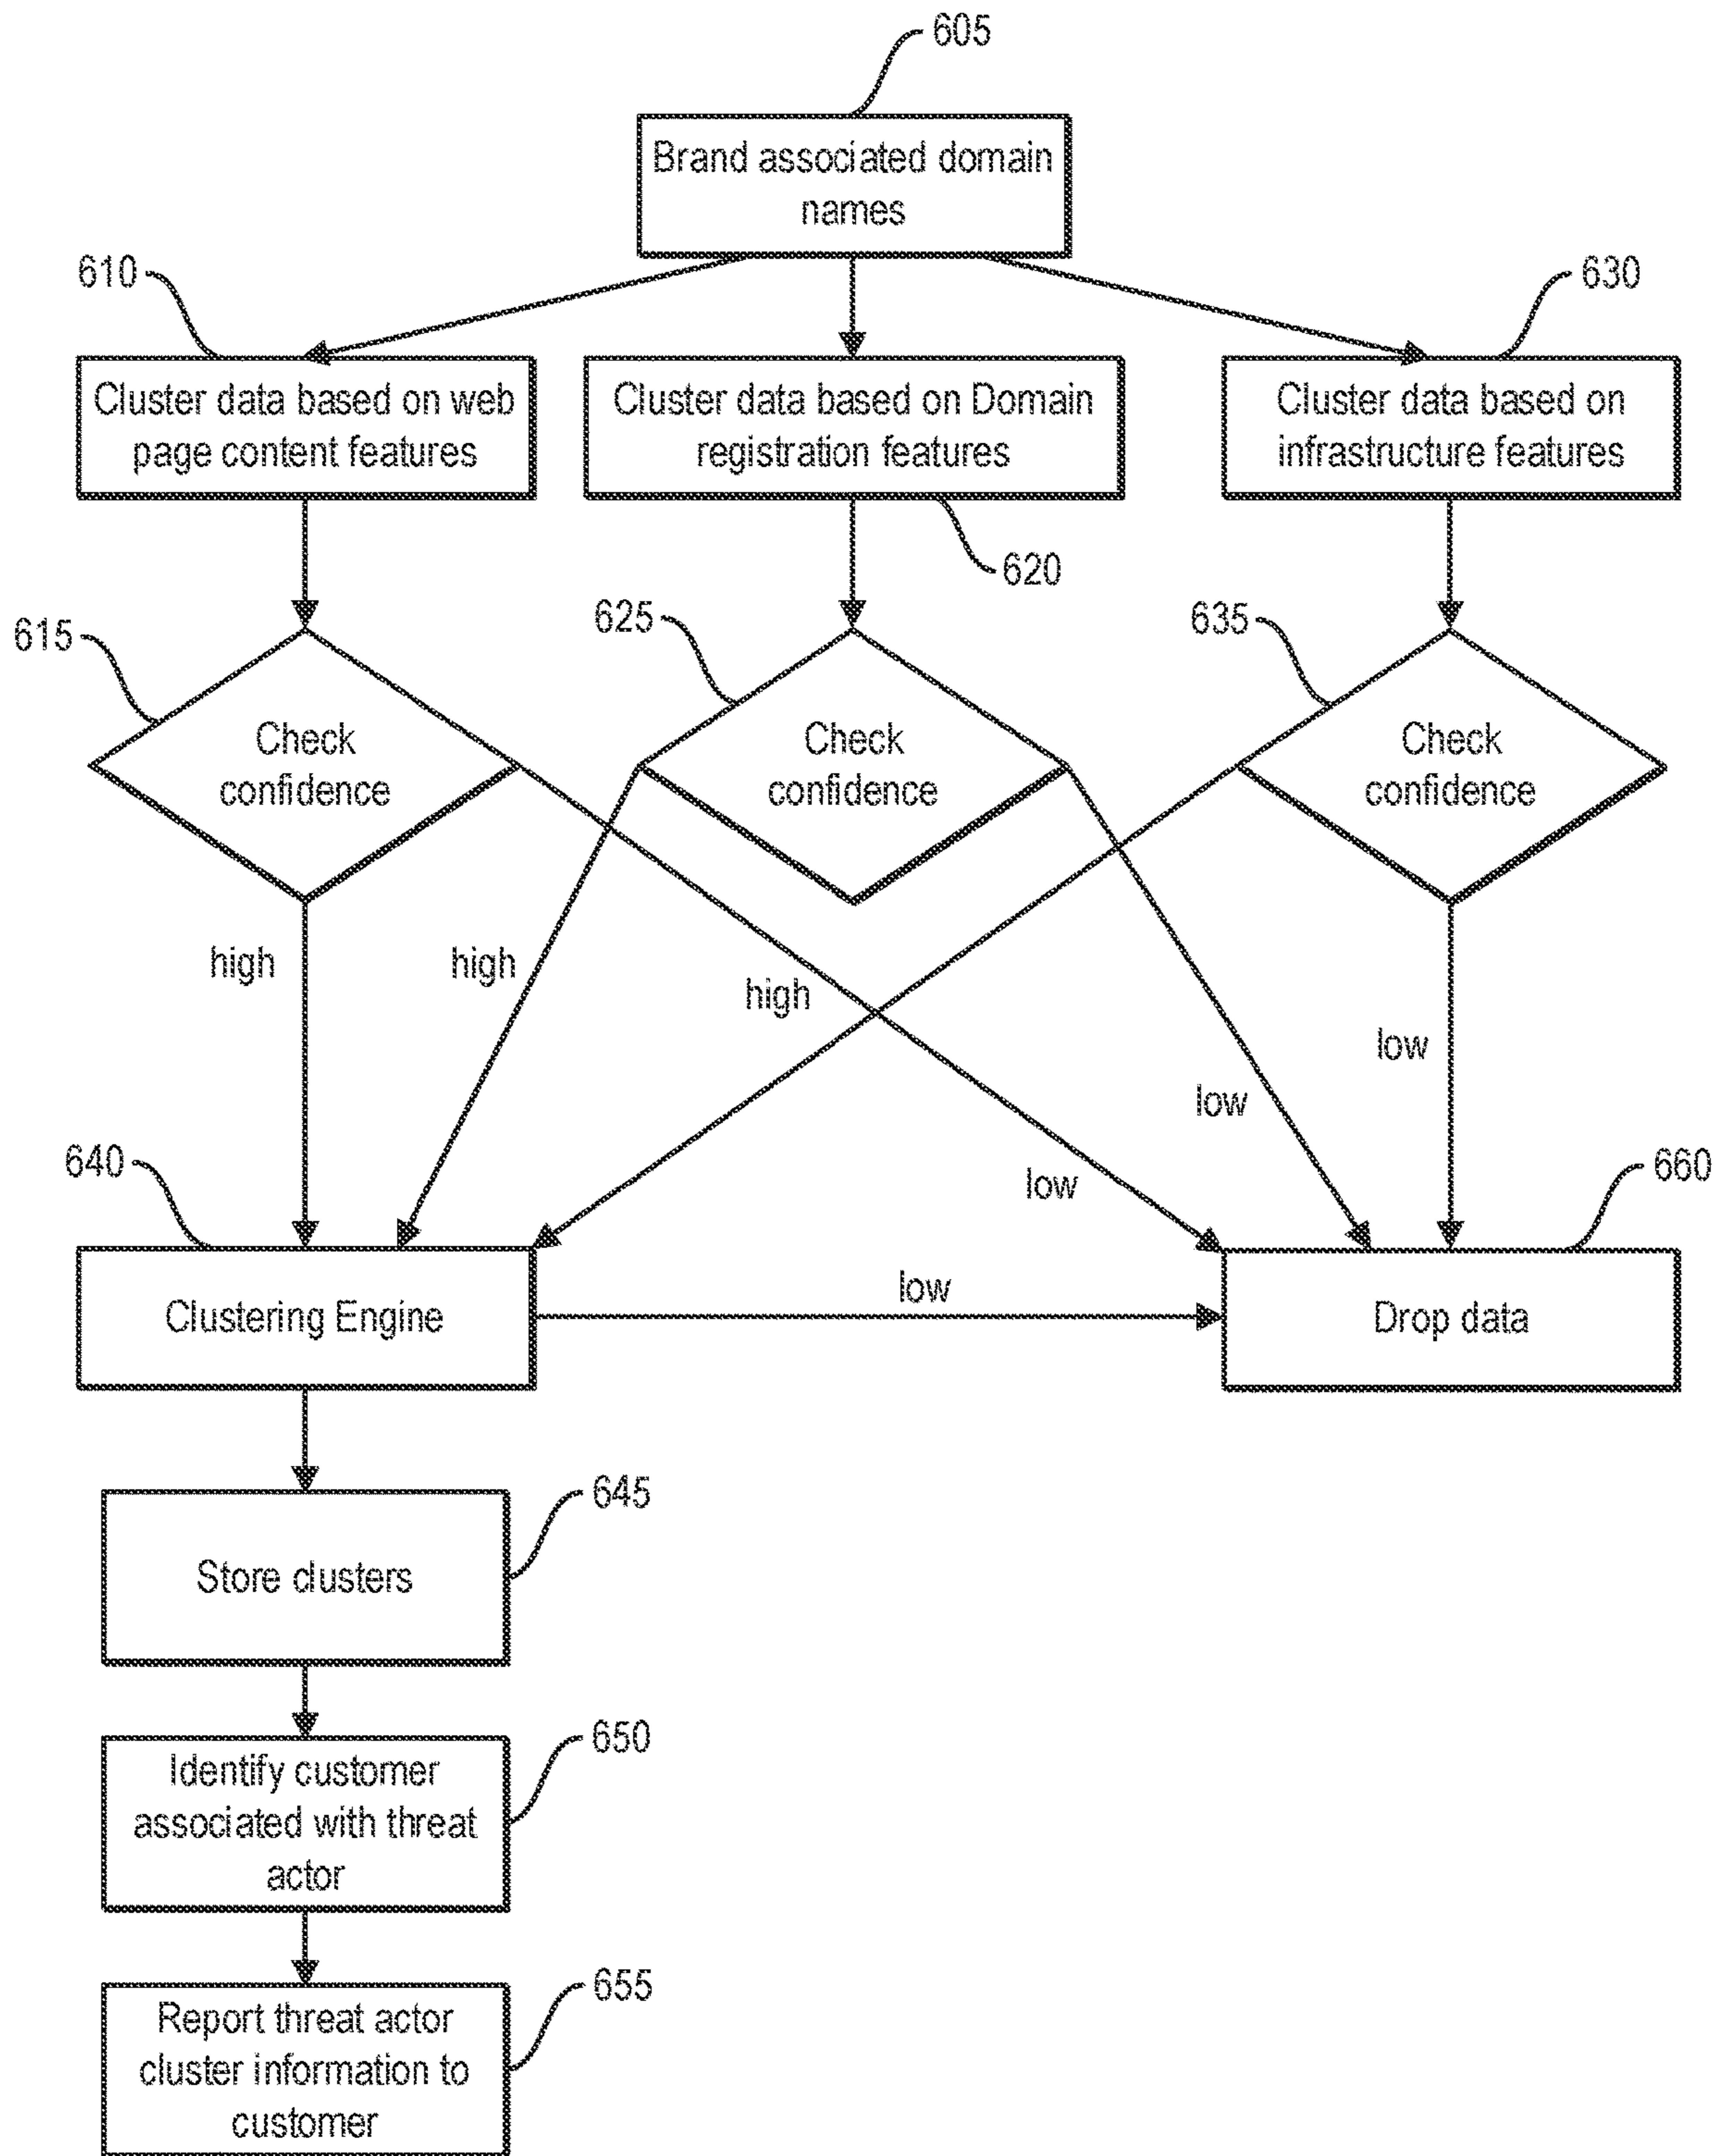 605
Brand associated domain
names
610
630
Cluster data based on web
page content features
Cluster data based on Domain
registration features
Cluster data based on
infrastructure features
620
615
625
635
Check
confidence
Check
confidence
Check
confidence
high
high
high
low
low
low
640
660
Clustering Engine
low
Drop data
645
Store clusters
650
Identify customer
associated with threat
actor
655
Report threat actor
cluster information to
customer